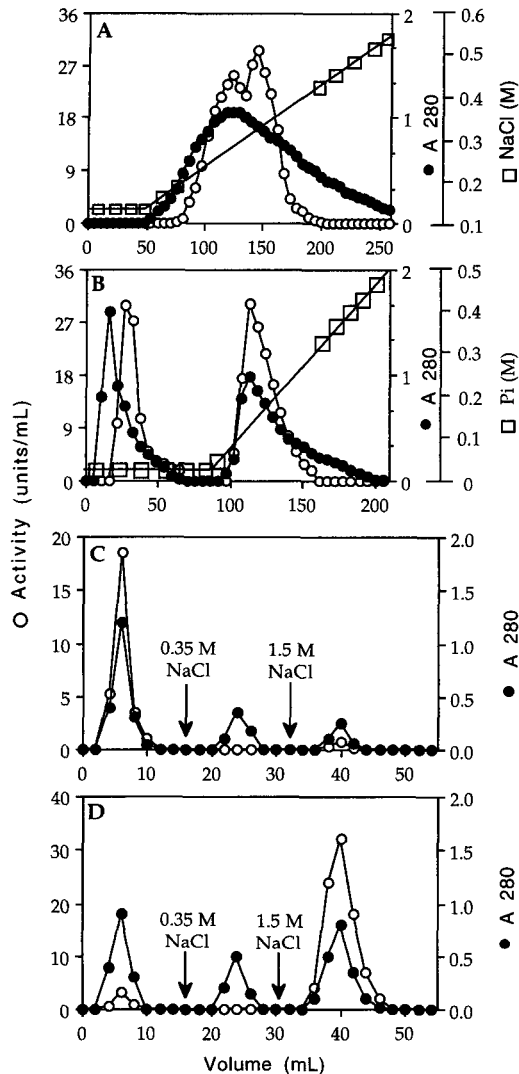 A
36
27
18
9
0
0 50 100 150 200 250
2
1
0
A 280
0.6
0.5
0.4
0.3
0.2
0.1
NaCl (M)
B
36
27
18
9
0
0 50 100 150 200
2
1
0
A 280
0.5
0.4
0.3
0.2
0.1
0
Pi (M)
Activity (units/mL)
C
20
15
10
5
0
0 10 20 30 40 50
0.35 M
NaCl
1.5 M
NaCl
2.0
1.5
1.0
0.5
0.0
A 280
D
40
30
20
10
0
0 10 20 30 40 50
0.35 M
NaCl
1.5 M
NaCl
2.0
1.5
1.0
0.5
0.0
A 280
Volume (mL)